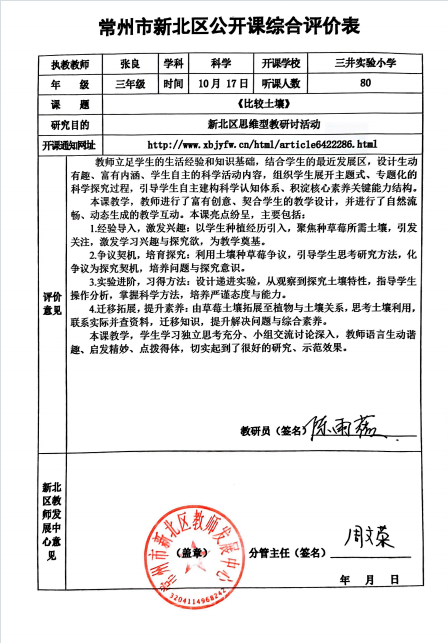 常州市新北区公开课综合评价表
执教教师 张良 学科 科学 开课学校 三井实验小学
年 级 三年级 时间 10月 17日 听课人数 80
课 题 《比较土壤》
研究目的 新北区思维型教研讨活动
开课通知网址 http://www.xbjyfw.cn/html/article6422286.html
教师立足学生的生活经验和知识基础，结合学生的最近发展区，设计生动
有趣、富有内涵、学生自主的科学活动内容，组织学生展开主题式、专题化的
科学探究过程，引导学生自主建构科学认知体系、积淀核心素养关键能力结构。
本课教学，教师进行了富有创意、契合学生的教学设计，并进行了自然流
畅、动态生成的教学互动。本课亮点纷呈，主要包括：
1.经验导入，激发兴趣：以学生种植经历引入，聚焦种草莓所需土壤，引发
关注，激发学习兴趣与探究欲，为教学奠基。
2.争议契机，培育探究：利用土壤种草莓争议，引导学生思考研究方法，化
争议为探究契机，培养问题与探究意识。
3.实验进阶，习得方法：设计递进实验，从观察到探究土壤特性，指导学生
操作分析，掌握科学方法，培养严谨态度与能力。
评价
意见
4.迁移拓展，提升素养：由草莓土壤拓展至植物与土壤关系，思考土壤利用，
联系实际并查资料，迁移知识，提升解决问题与综合素养。
本课教学，学生学习独立思考充分、小组交流讨论深入，教师语言生动谐
趣、启发精妙、点拨得体，切实起到了很好的研究、示范效果。
教研员（签名） 陈雨薇
新北
区教
师发
展中
心意
见
常州市新北区教师发展中心
（盖章）
3204114968242
分管主任（签名） 周文荣
年 月 日